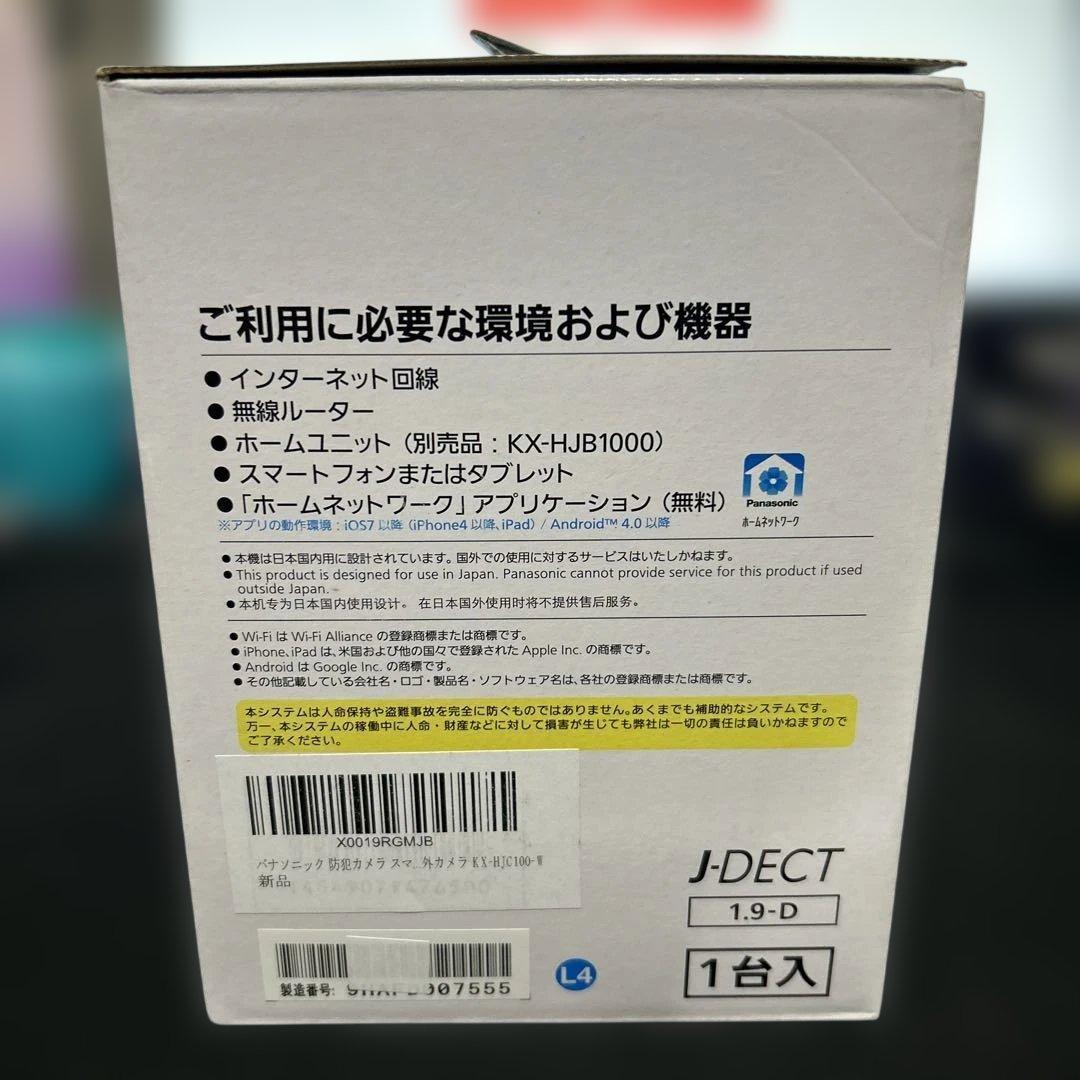 ご利用に必要な環境および機器
● インターネット回線
● 無線ルーター
● ホームユニット（別売品：KX-HJB1000）
● スマートフォンまたはタブレット
●「ホームネットワーク」アプリケーション（無料）
※アプリの動作環境：iOS7 以降（iPhone4 以降、iPad）/ Android™ 4.0 以降
Panasonic
ホームネットワーク
● 本機は日本国内用に設計されています。国外での使用に対するサービスはいたしかねます。
● This product is designed for use in Japan. Panasonic cannot provide service for this product if used
outside Japan.
● 本机专为日本国内使用设计。 在日本国外使用时将不提供售后服务。
● Wi-Fi は Wi-Fi Alliance の登録商標または商標です。
● iPhone、iPad は、米国および他の国々で登録された Apple Inc. の商標です。
● Android は Google Inc. の商標です。
● その他記載している会社名・ロゴ・製品名・ソフトウェア名は、各社の登録商標または商標です。
本システムは人命保持や盗難事故を完全に防ぐものではありません。あくまでも補助的なシステムです。
万一、本システムの稼働中に人命・財産などに対して損害が生じても弊社は一切の責任は負いかねますので
ご了承ください。
X0019RGMJB
パナソニック 防犯カメラ スマ...外カメラ KX-HJC100-W
新品
J-DECT
1.9-D
1台入
L4
製造番号: 007555